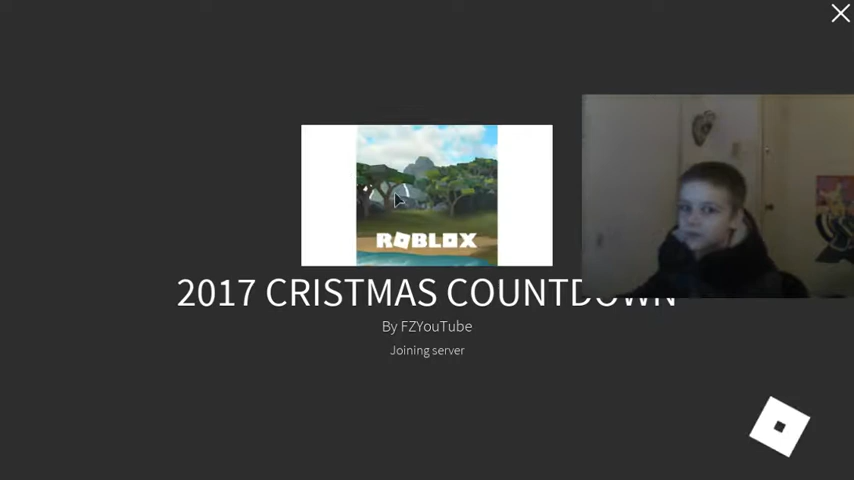 ROBLOX
2017 CRISTMAS COUNTDOWN
By FZYouTube
Joining server